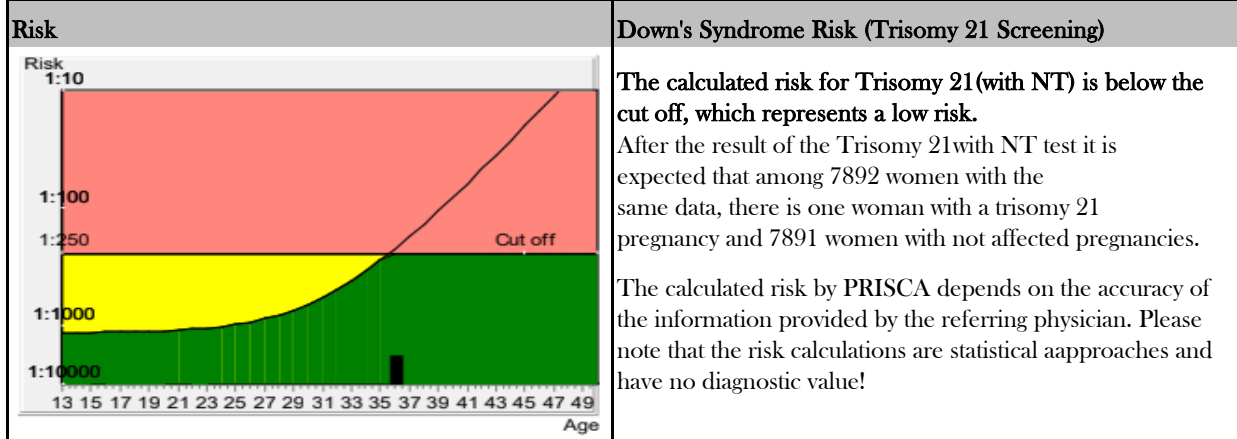 Risk
Risk
1:10
1:100
1:250
Cut off
1:1000
1:10000
13 15 17 19 21 23 25 27 29 31 33 35 37 39 41 43 45 47 49
Age
Down's Syndrome Risk (Trisomy 21 Screening)
The calculated risk for Trisomy 21(with NT) is below the
cut off, which represents a low risk.
After the result of the Trisomy 21with NT test it is
expected that among 7892 women with the
same data, there is one woman with a trisomy 21
pregnancy and 7891 women with not affected pregnancies.
The calculated risk by PRISCA depends on the accuracy of
the information provided by the referring physician. Please
note that the risk calculations are statistical aapproaches and
have no diagnostic value!